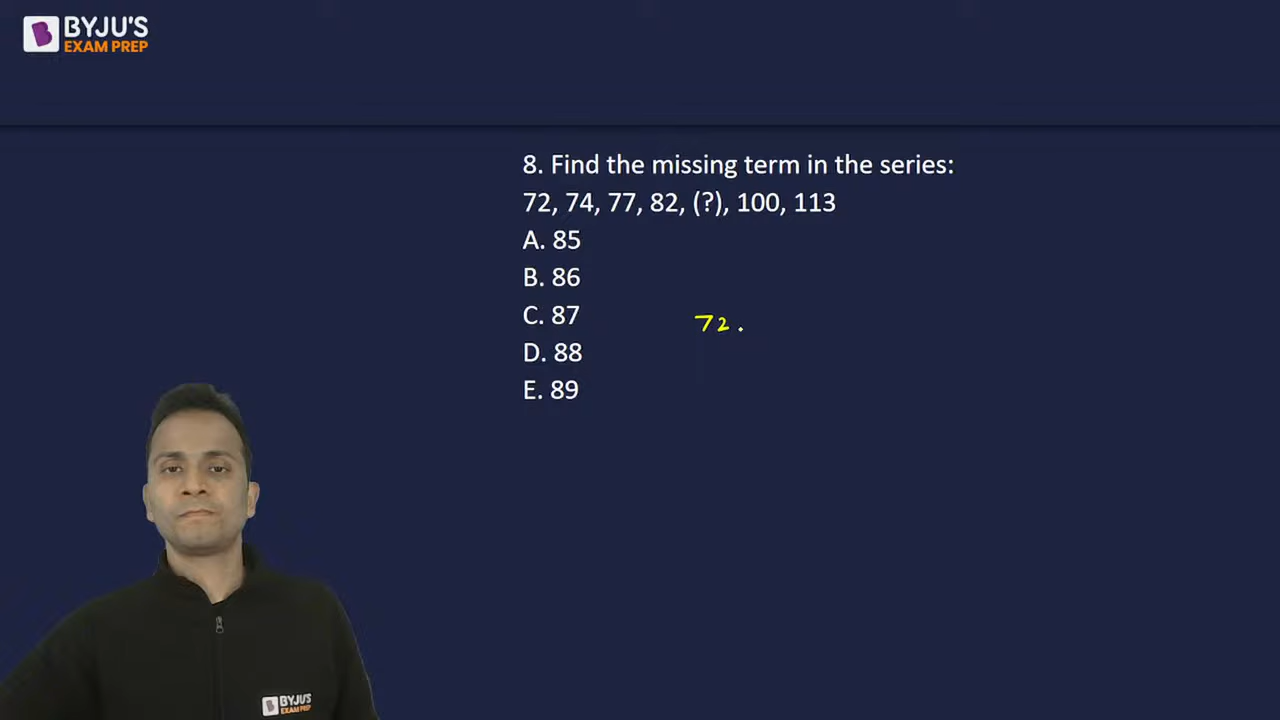 BYJU'S
EXAM PREP
8. Find the missing term in the series:
72, 74, 77, 82, (?), 100, 113
A. 85
B. 86
C. 87
72.
D. 88
E. 89
BYJU'S
EXAM PREP